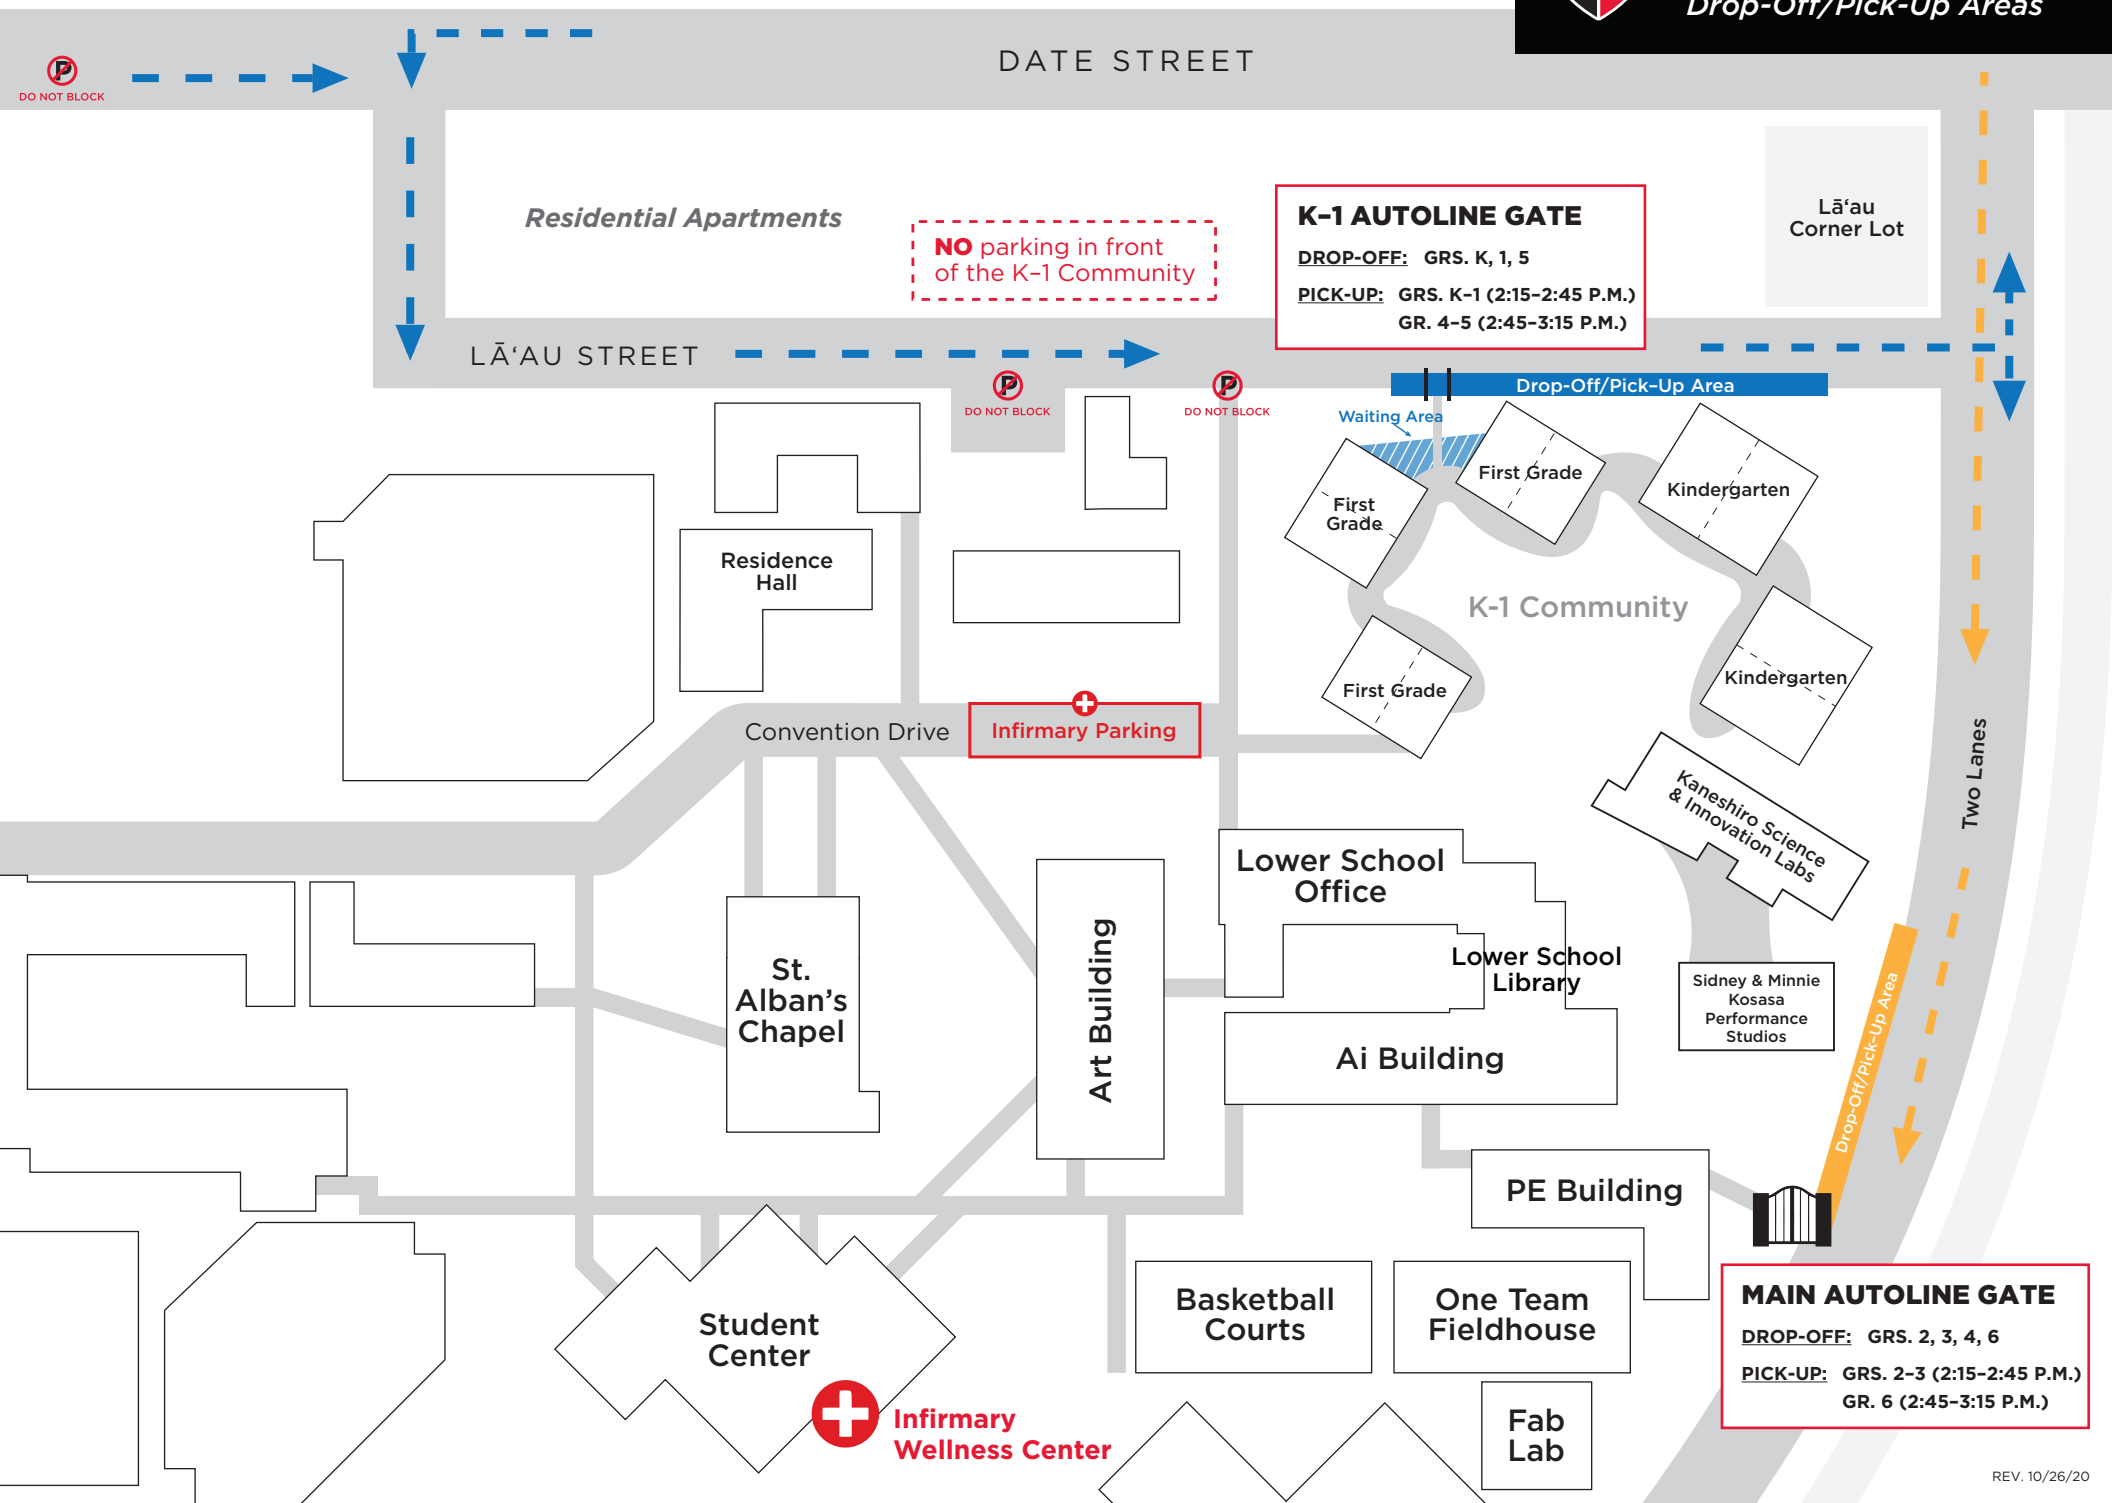 Drop-Off/Pick-Up Areas
DATE STREET
P
DO NOT BLOCK
Residential Apartments
NO parking in front
of the K–1 Community
K–1 AUTOLINE GATE
DROP-OFF: GRS. K, 1, 5
PICK-UP: GRS. K–1 (2:15–2:45 P.M.)
GR. 4–5 (2:45–3:15 P.M.)
Lā‘au
Corner Lot
LĀ‘AU STREET
P
DO NOT BLOCK
P
DO NOT BLOCK
Drop-Off/Pick-Up Area
Waiting Area
First Grade
First
Grade
Kindergarten
Residence
Hall
K-1 Community
First Grade
Kindergarten
Convention Drive
Infirmary Parking
Two Lanes
Kaneshiro Science
& Innovation Labs
Lower School
Office
Lower School
Library
St.
Alban’s
Chapel
Art Building
Sidney & Minnie
Kosasa
Performance
Studios
Drop-Off/Pick-Up Area
Ai Building
PE Building
Basketball
Courts
One Team
Fieldhouse
Student
Center
MAIN AUTOLINE GATE
DROP-OFF: GRS. 2, 3, 4, 6
PICK-UP: GRS. 2–3 (2:15–2:45 P.M.)
GR. 6 (2:45–3:15 P.M.)
Infirmary
Wellness Center
Fab
Lab
REV. 10/26/20